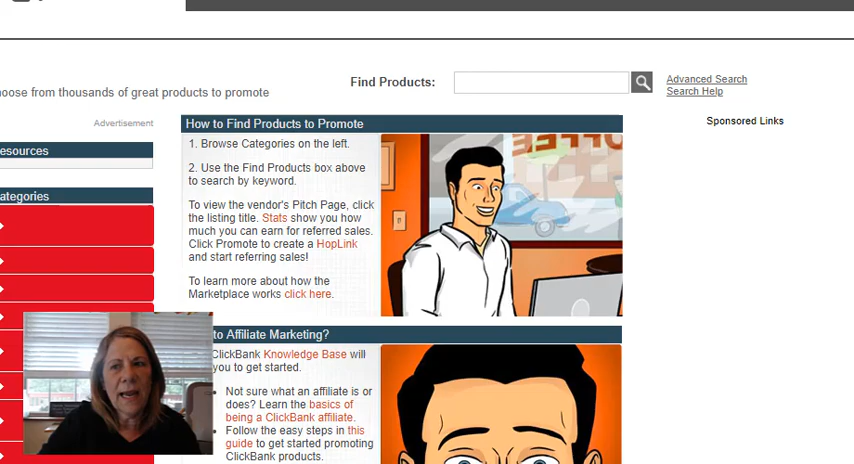 Find Products:
Advanced Search
Search Help
oose from thousands of great products to promote
Sponsored Links
Advertisement
How to Find Products to Promote
esources
1. Browse Categories on the left.
2. Use the Find Products box above
to search by keyword.
ategories
To view the vendor's Pitch Page, click
the listing title. Stats show you how
much you can earn for referred sales.
Click Promote to create a HopLink
and start referring sales!
To learn more about how the
Marketplace works click here.
to Affiliate Marketing?
ClickBank Knowledge Base will
you to get started.
Not sure what an affiliate is or
does? Learn the basics of
being a ClickBank affiliate.
Follow the easy steps in this
guide to get started promoting
ClickBank products.